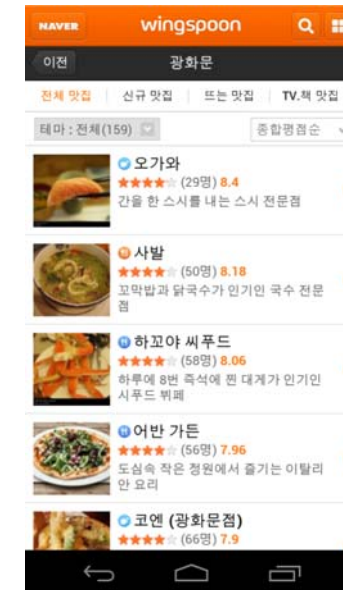 NAVER wingspoon
이전 광화문
전체 맛집 신규 맛집 뜨는 맛집 TV.책 맛집
테마 : 전체(159) 종합평점순
오가와
(29명) 8.4
간을 한 스시를 내는 스시 전문점
사발
(50명) 8.18
꼬막밥과 닭국수가 인기인 국수 전문
점
하꼬야 씨푸드
(58명) 8.06
하루에 8번 즉석에 찐 대게가 인기인
시푸드 뷔페
어반 가든
(56명) 7.96
도심속 작은 정원에서 즐기는 이탈리
안 요리
코엔 (광화문점)
(66명) 7.9